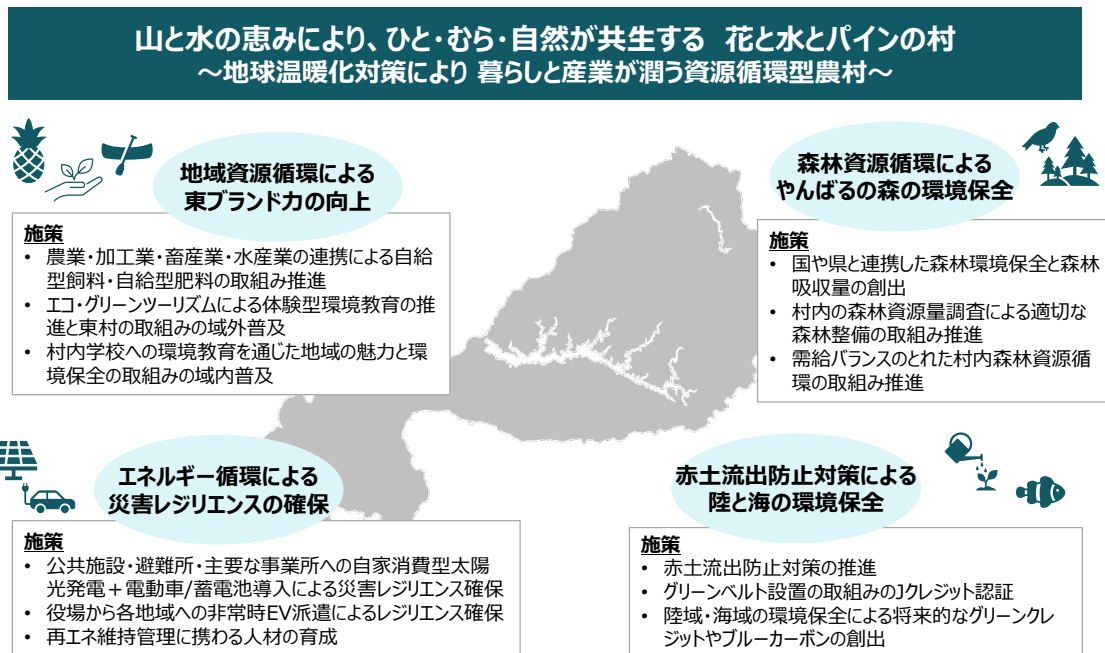 山と水の恵みにより、ひと・むら・自然が共生する 花と水とパインの村
～地球温暖化対策により 暮らしと産業が潤う資源循環型農村～
地域資源循環による
東ブランド力の向上
施策
• 農業・加工業・畜産業・水産業の連携による自給
型飼料・自給型肥料の取組み推進
• エコ・グリーンツーリズムによる体験型環境教育の推
進と東村の取組みの域外普及
• 村内学校への環境教育を通じた地域の魅力と環
境保全の取組みの域内普及
森林資源循環による
やんばるの森の環境保全
施策
• 国や県と連携した森林環境保全と森林
吸収量の創出
• 村内の森林資源量調査による適切な
森林整備の取組み推進
• 需給バランスのとれた村内森林資源循
環の取組み推進
エネルギー循環による
災害レジリエンスの確保
施策
• 公共施設・避難所・主要な事業所への自家消費型太陽
光発電＋電動車/蓄電池導入による災害レジリエンス確保
• 役場から各地域への非常時EV派遣によるレジリエンス確保
• 再エネ維持管理に携わる人材の育成
赤土流出防止対策による
陸と海の環境保全
施策
• 赤土流出防止対策の推進
• グリーンベルト設置の取組みのJクレジット認証
• 陸域・海域の環境保全による将来的なグリーンクレ
ジットやブルーカーボンの創出